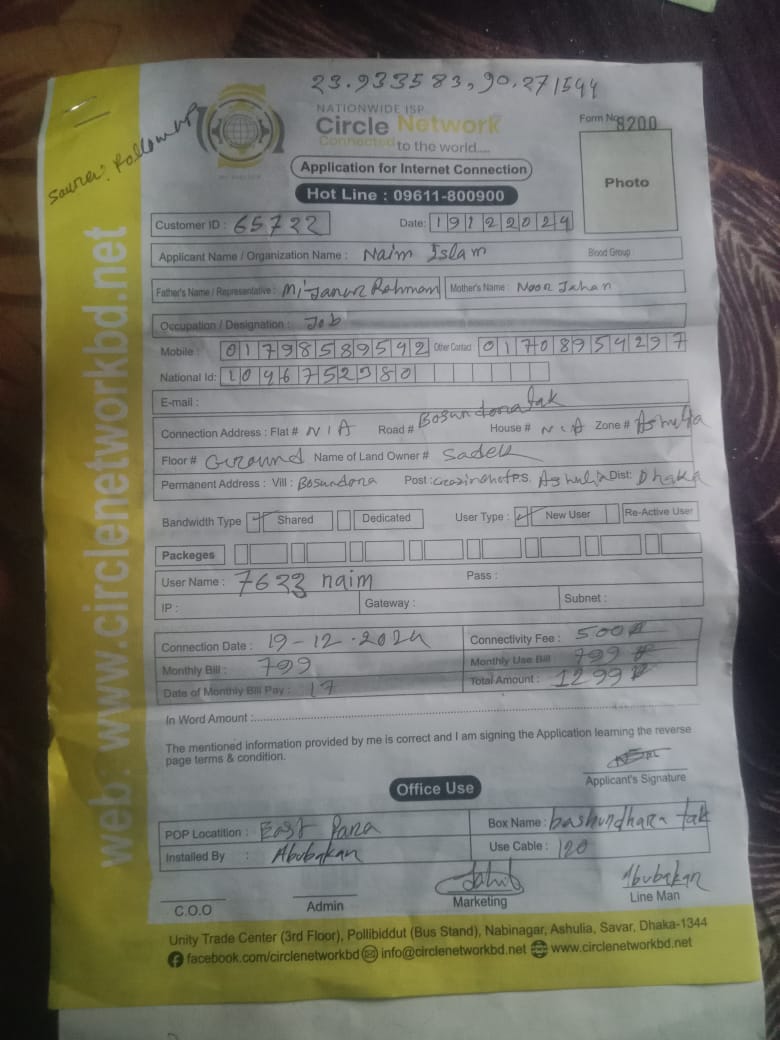 23.933583, 90.271544
NATIONWIDE ISP
Circle Network
Connected to the world....
Form No 8200
Source: Follow up
Application for Internet Connection
Photo
Hot Line : 09611-800900
Customer ID : 65722 Date: 19122024
Applicant Name / Organization Name : Naim Islam Blood Group
Father's Name / Representative : Mijanur Rohman Mother's Name : Noor Jahan
Occupation / Designation : Job
Mobile : 01798589592 Other Contact : 01708954297
National Id:
E-mail :
Connection Address : Flat # N/A Road # Bosundonatak House # N/A Zone # Ashulia
Floor # Ground Name of Land Owner # Sadek
Permanent Address : Vill : Bosundona Post: P.S. Ashulia Dist: Dhaka
Bandwidth Type Shared Dedicated User Type : New User Re-Active User
Packeges
User Name : 7633 naim Pass :
IP : Gateway : Subnet :
Connection Date : 19-12-2024 Connectivity Fee : 500
Monthly Bill : 799 Monthly Use Bill 799
Date of Monthly Bill Pay : 17 Total Amount : 1299
In Word Amount :
The mentioned information provided by me is correct and I am signing the Application learning the reverse
page terms & condition.
Applicant's Signature
Office Use
POP Locatition : East Para Box Name : bashundhara tak
Installed By : Abubakar Use Cable : 120
Abubakar
C.O.O Admin Marketing Line Man
Unity Trade Center (3rd Floor), Pollibiddut (Bus Stand), Nabinagar, Ashulia, Savar, Dhaka-1344
facebook.com/circlenetworkbd info@circlenetworkbd.net www.circlenetworkbd.net
web: www.circlenetworkbd.net